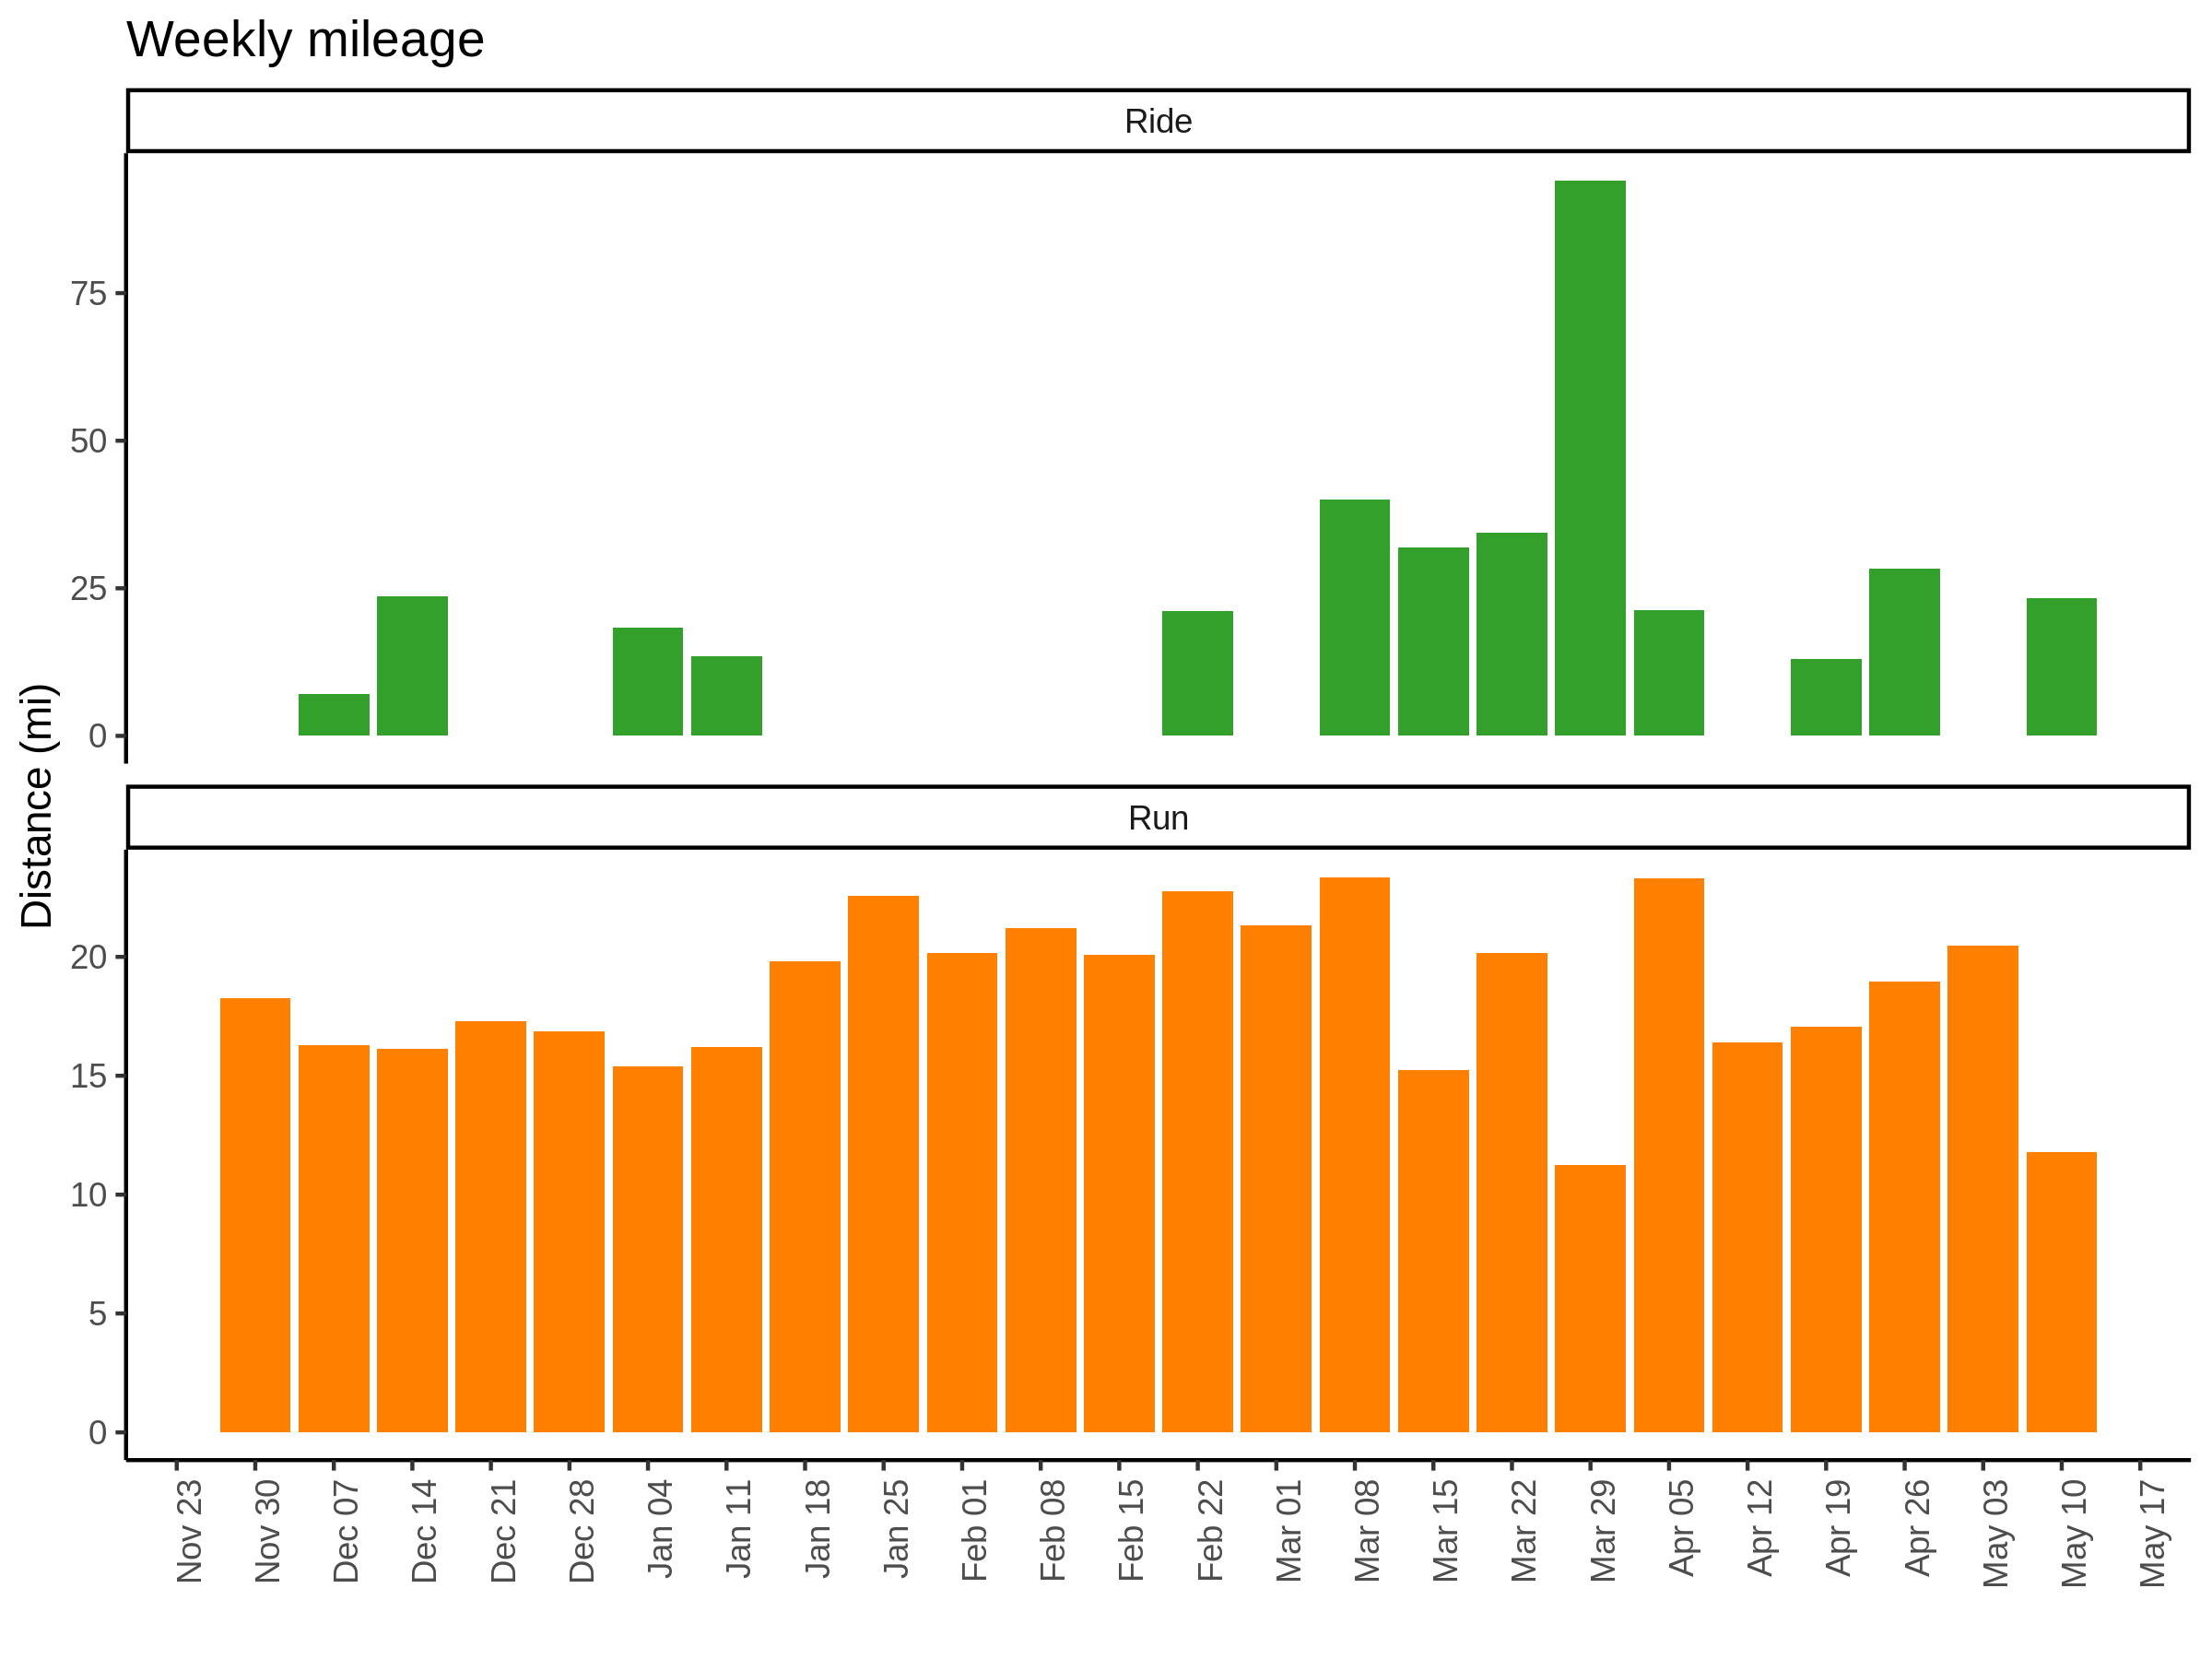 Weekly mileage
Ride
75
50
25
0
Distance (mi)
Run
20
15
10
5
0
Nov 23
Nov 30
Dec 07
Dec 14
Dec 21
Dec 28
Jan 04
Jan 11
Jan 18
Jan 25
Feb 01
Feb 08
Feb 15
Feb 22
Mar 01
Mar 08
Mar 15
Mar 22
Mar 29
Apr 05
Apr 12
Apr 19
Apr 26
May 03
May 10
May 17